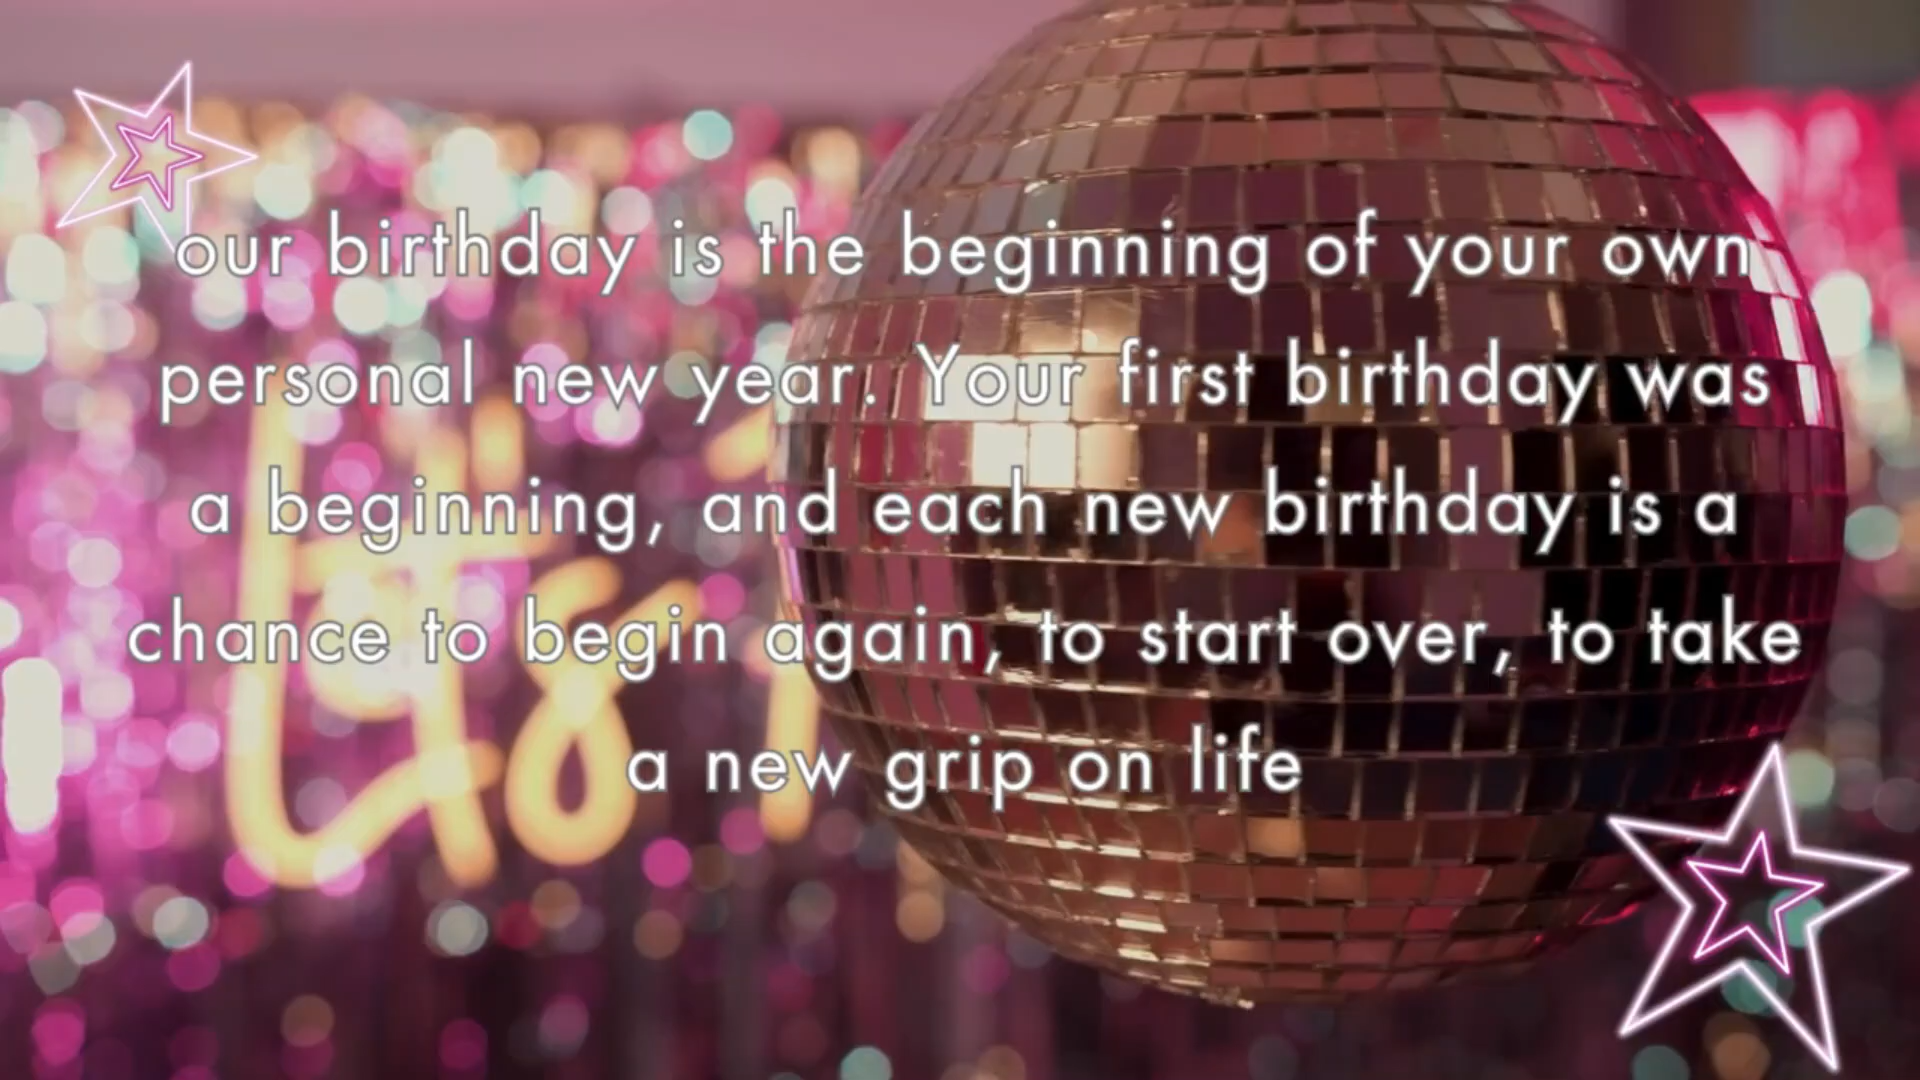 our birthday is the beginning of your own
personal new year. Your first birthday was
a beginning, and each new birthday is a
chance to begin again, to start over, to take
a new grip on life